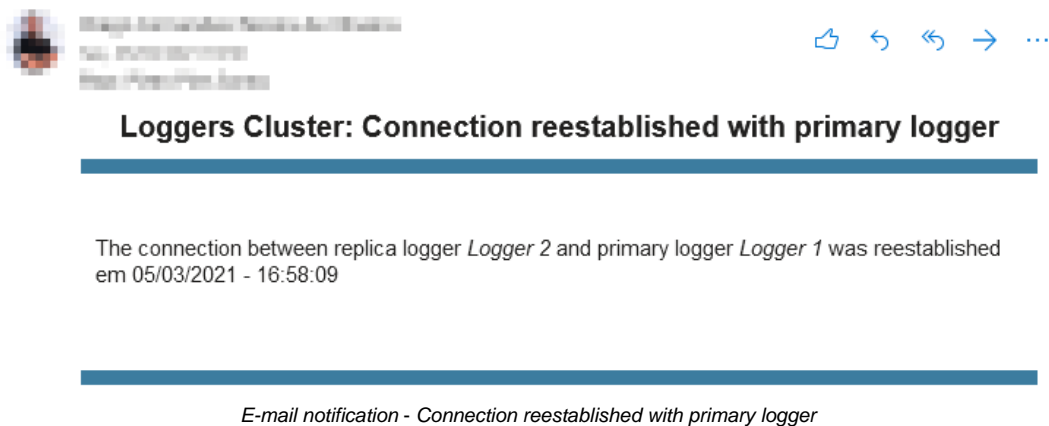 Loggers Cluster: Connection reestablished with primary logger
The connection between replica logger Logger 2 and primary logger Logger 1 was reestablished
em 05/03/2021 - 16:58:09
E-mail notification - Connection reestablished with primary logger